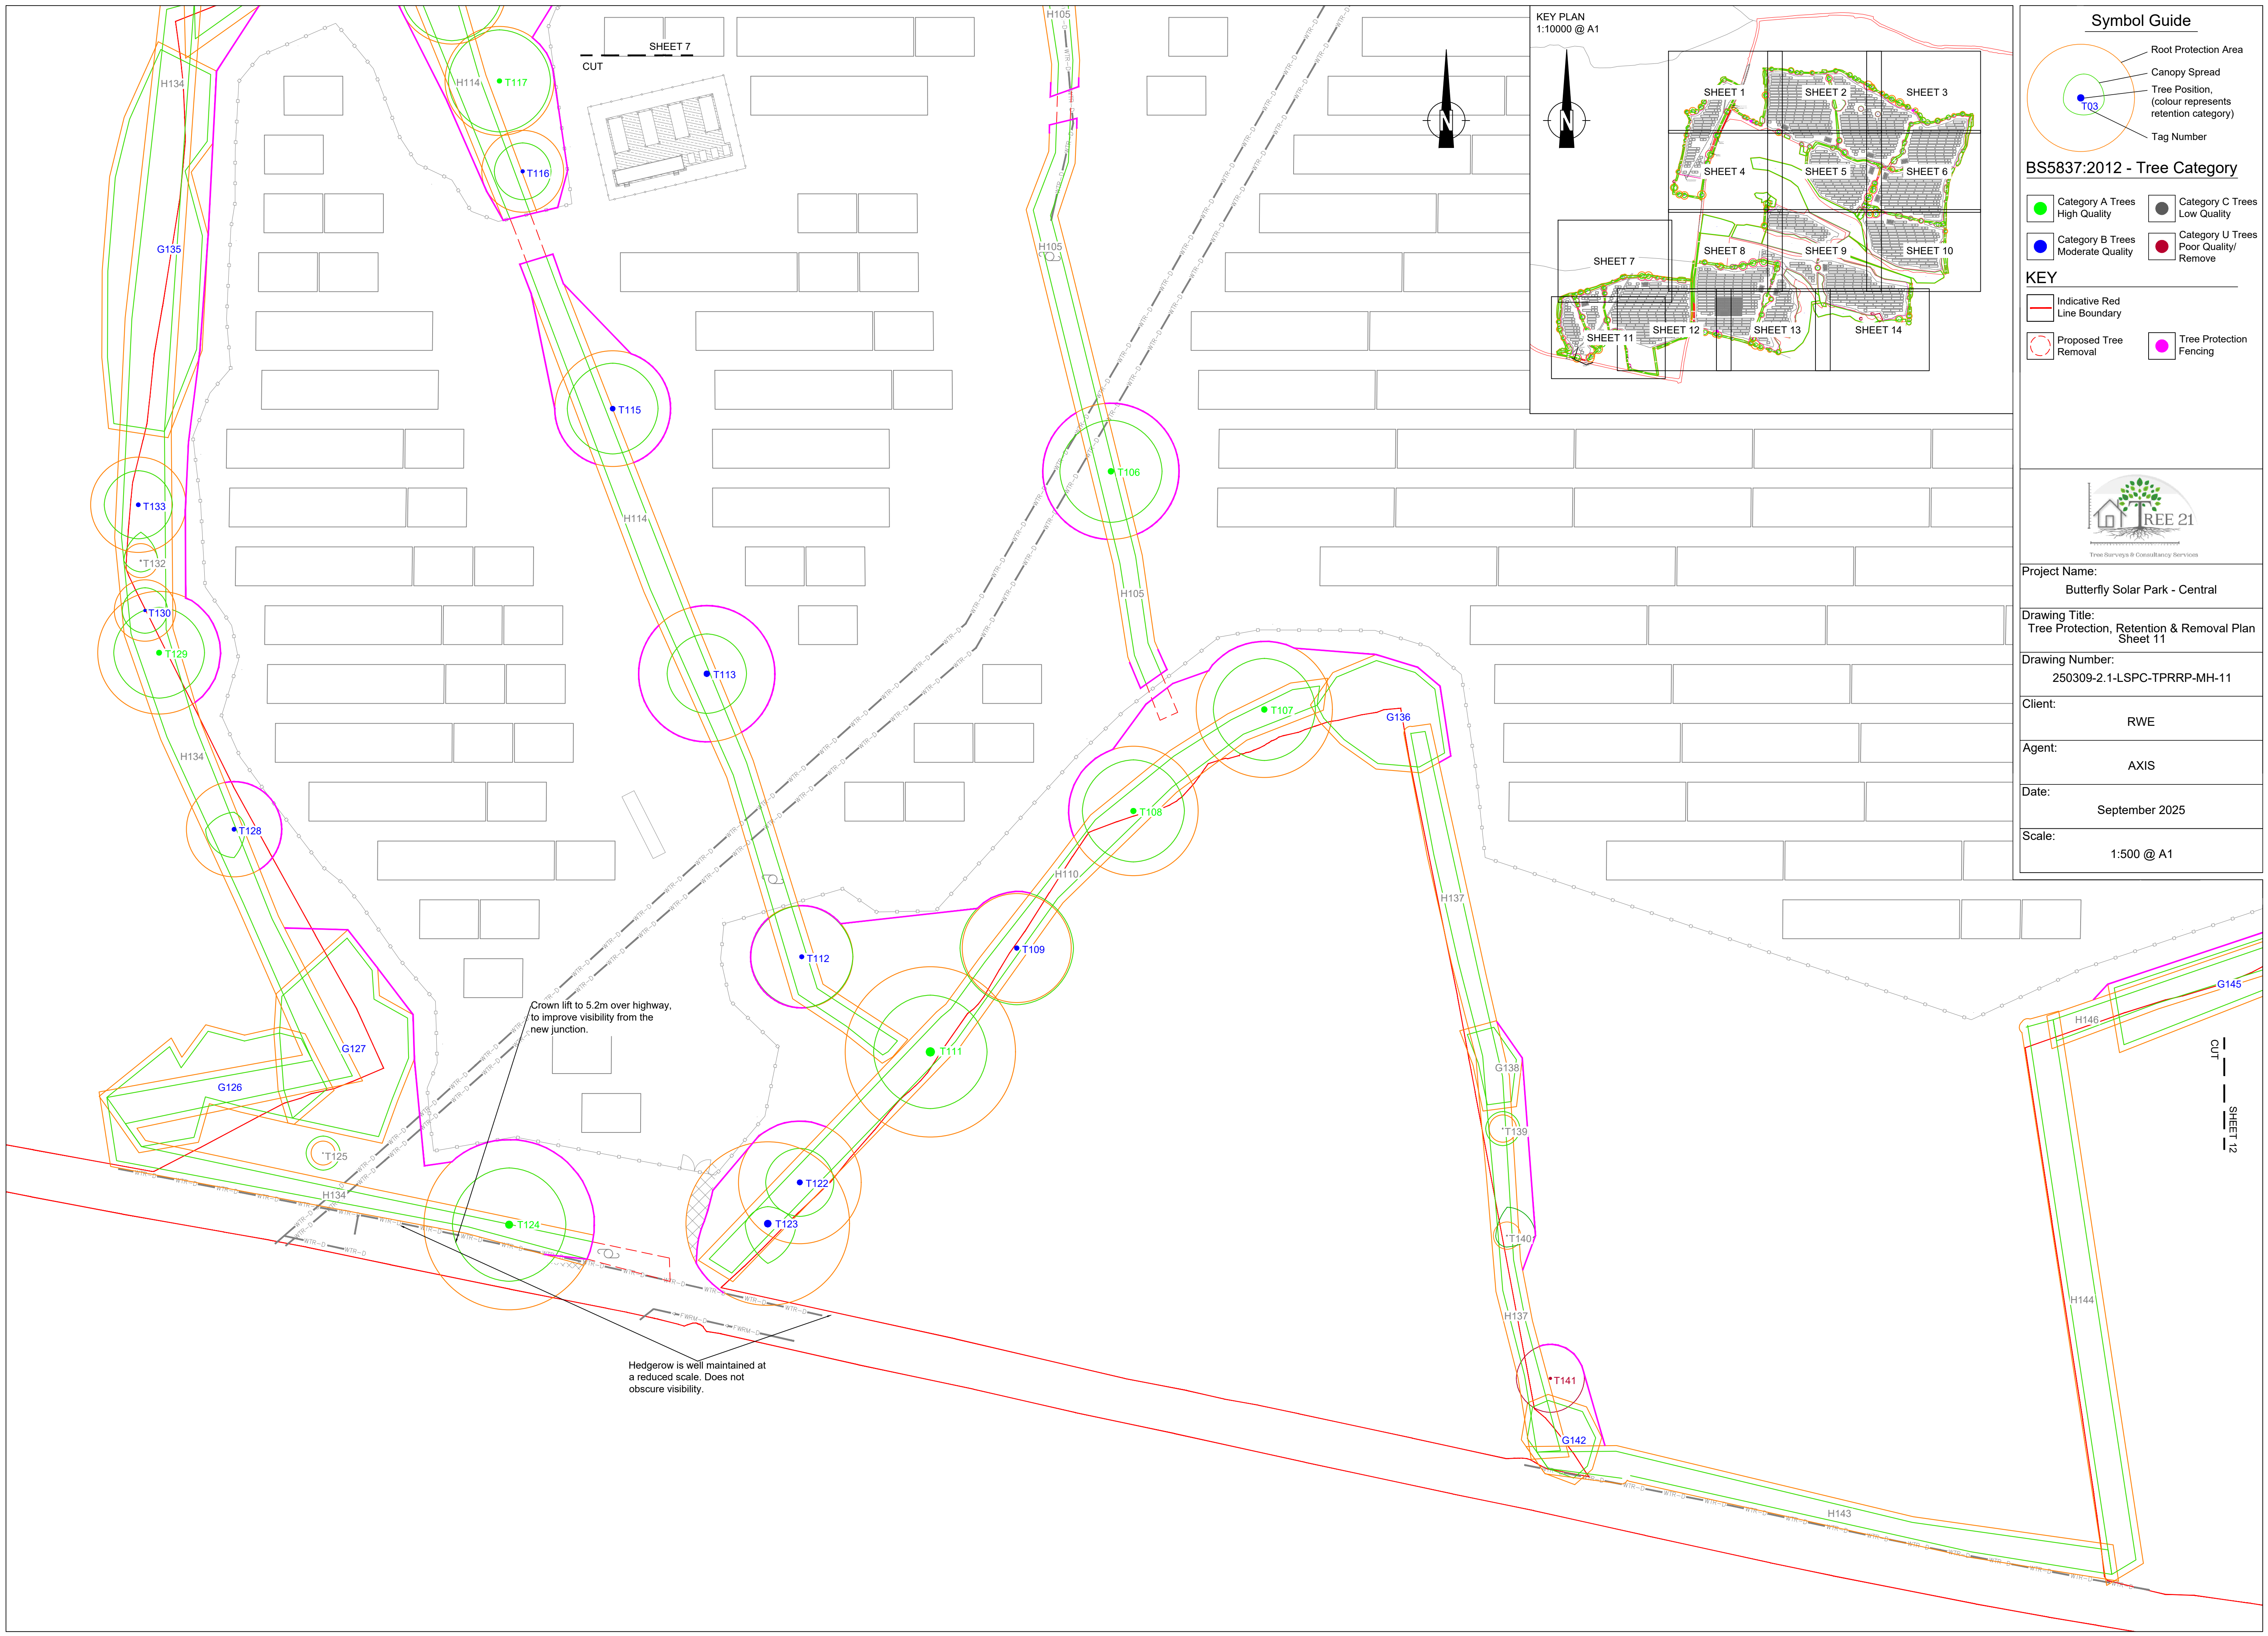 H105
SHEET 7
CUT
H134
H114
T117
T116
G135
H105
T115
T106
T133
H114
T132
H105
T130
T129
T113
T107
G136
H134
T108
T128
H110
H137
T109
T112
Crown lift to 5.2m over highway,
to improve visibility from the
new junction.
G127
T111
G126
G138
T139
T125
T122
H134
T123
T124
T140
WTR-D
FWRM-D
H137
Hedgerow is well maintained at
a reduced scale. Does not
obscure visibility.
T141
G142
H143
H144
G145
H146
CUT
SHEET 12
N
KEY PLAN
1:10000 @ A1
N
SHEET 1
SHEET 2
SHEET 3
SHEET 4
SHEET 5
SHEET 6
SHEET 7
SHEET 8
SHEET 9
SHEET 10
SHEET 11
SHEET 12
SHEET 13
SHEET 14
Symbol Guide
Root Protection Area
Canopy Spread
Tree Position,
(colour represents
retention category)
T03
Tag Number
BS5837:2012 - Tree Category
Category A Trees
High Quality
Category C Trees
Low Quality
Category B Trees
Moderate Quality
Category U Trees
Poor Quality/
Remove
KEY
Indicative Red
Line Boundary
Proposed Tree
Removal
Tree Protection
Fencing
TREE 21
Tree Surveys & Consultancy Services
Project Name:
Butterfly Solar Park - Central
Drawing Title:
Tree Protection, Retention & Removal Plan
Sheet 11
Drawing Number:
250309-2.1-LSPC-TPRRP-MH-11
Client:
RWE
Agent:
AXIS
Date:
September 2025
Scale:
1:500 @ A1